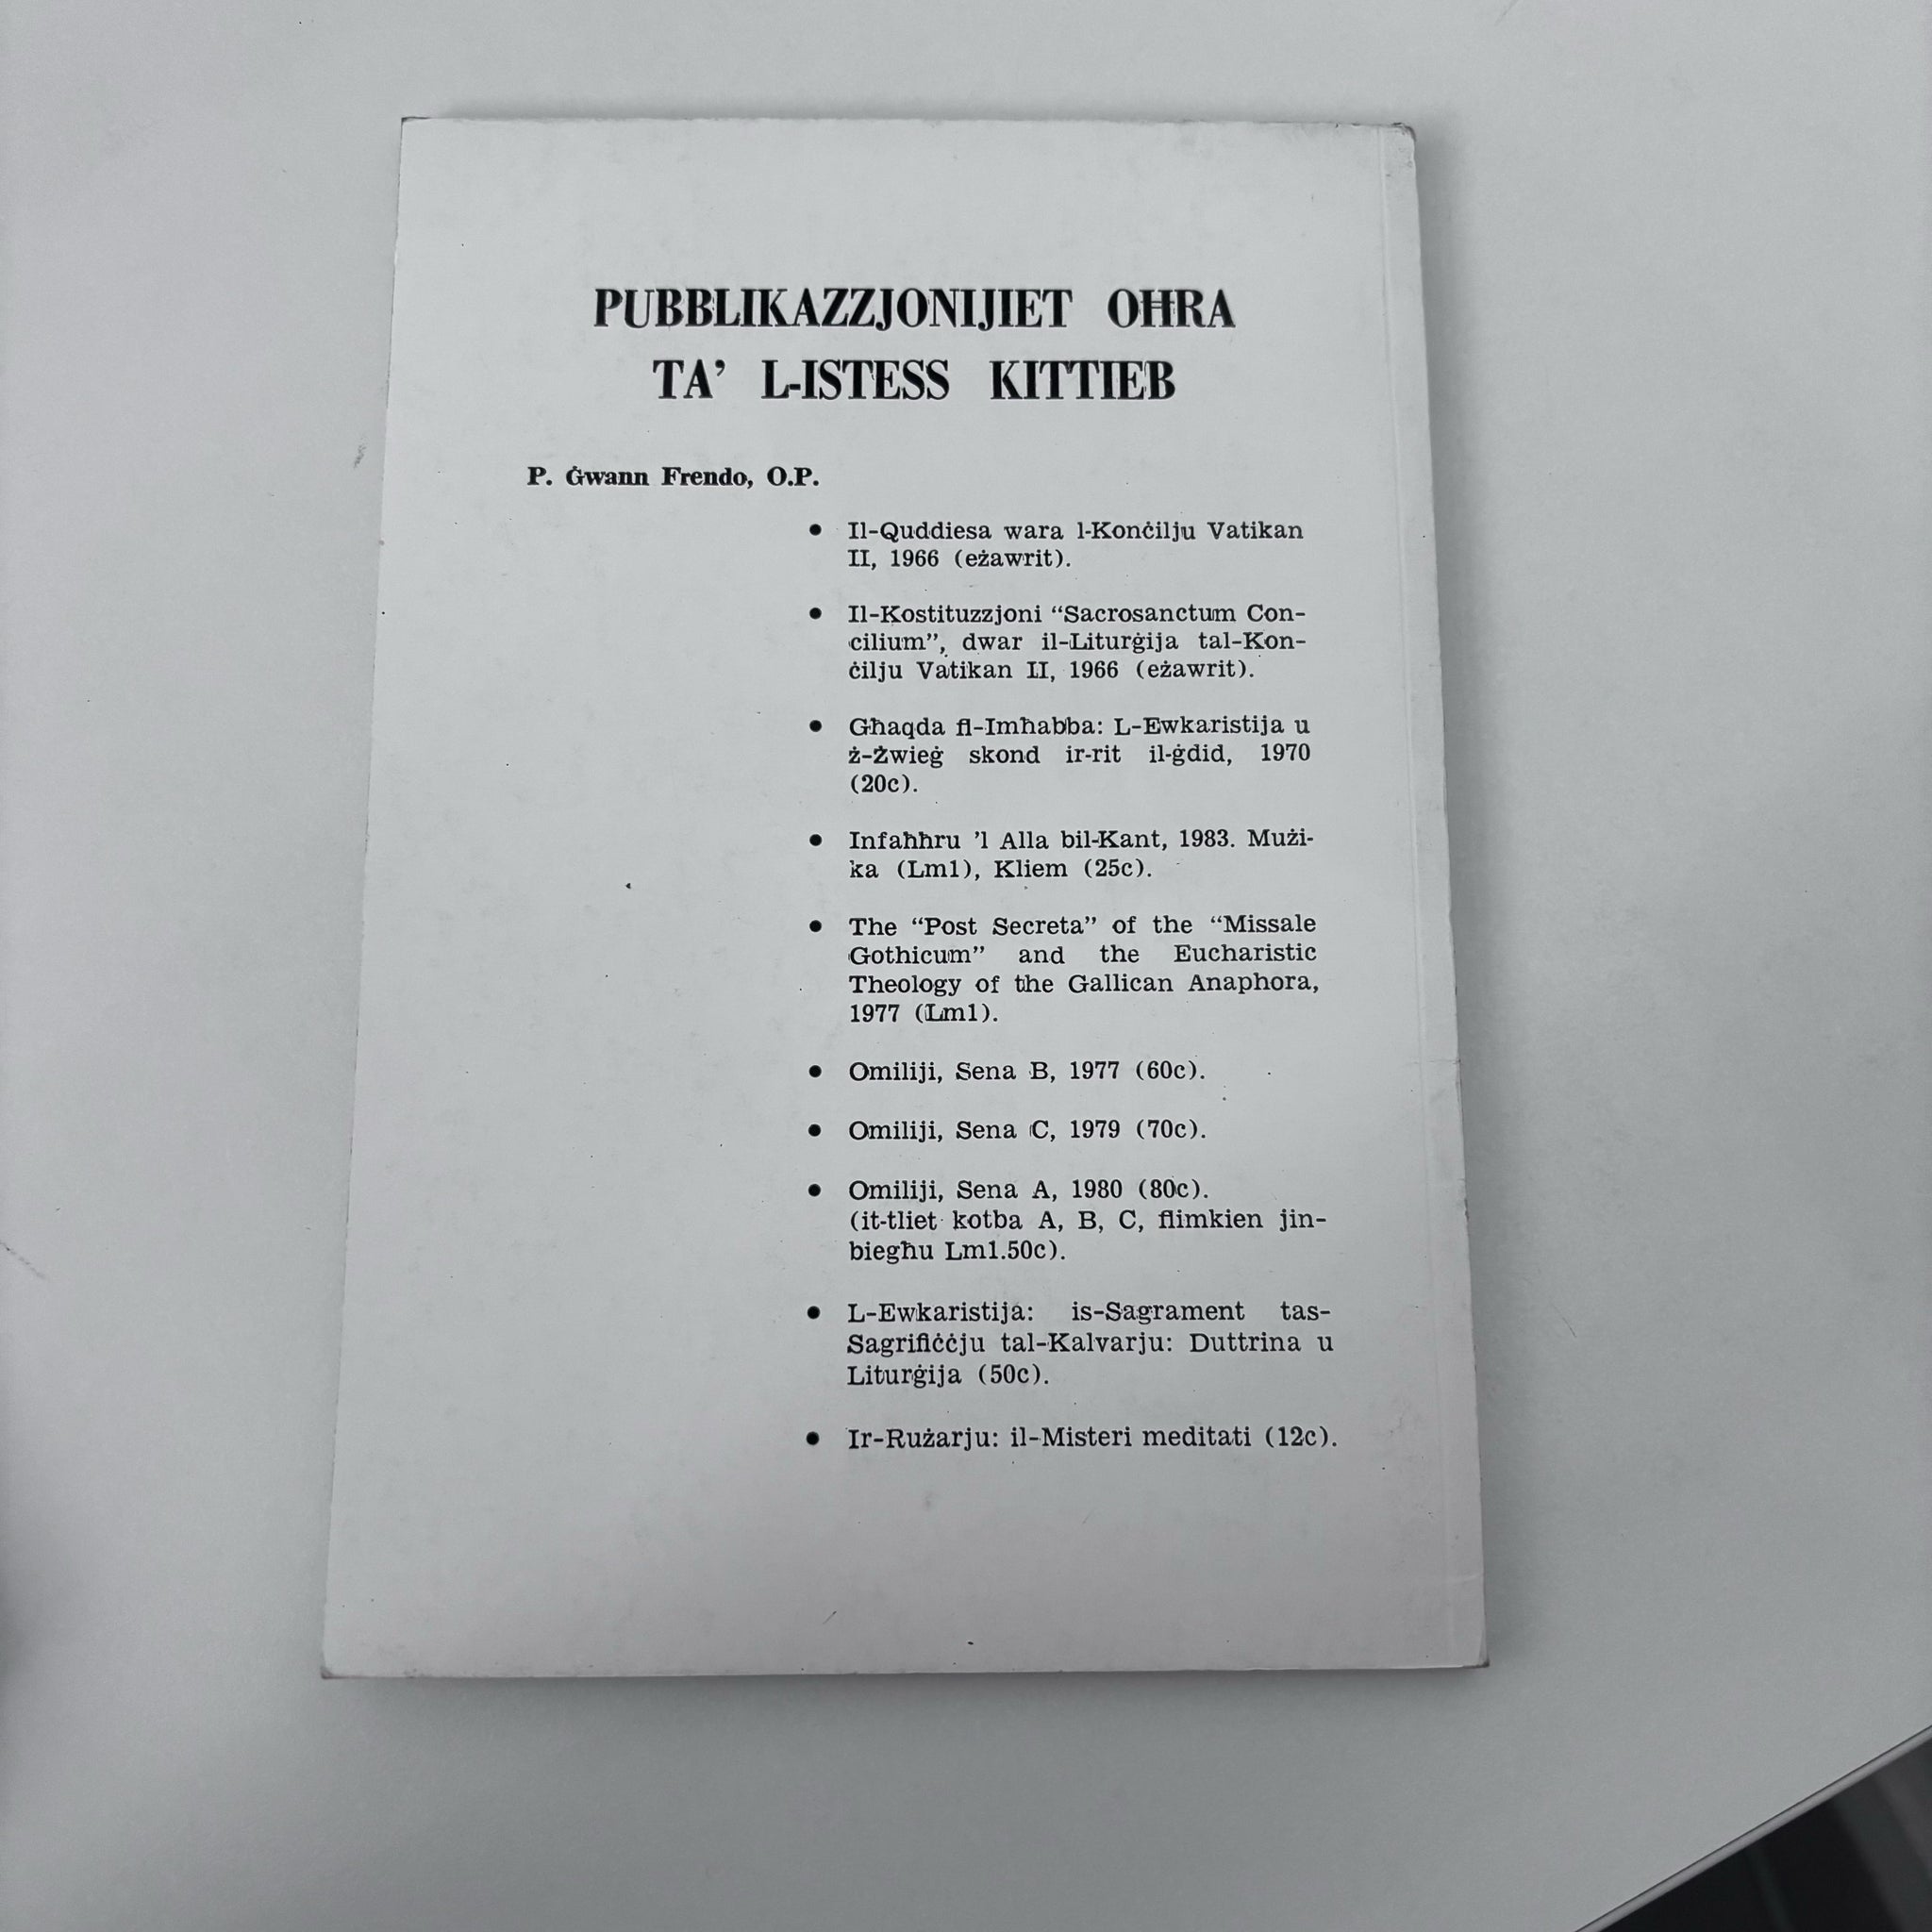 PUBBLIKAZZJONIJIET OĦRA
TA’ L-ISTESS KITTIEB
P. Ġwann Frendo, O.P.
• Il-Quddiesa wara l-Konċilju Vatikan
II, 1966 (eżawrit).
• Il-Kostituzzjoni “Sacrosanctum Con-
cilium”, dwar il-Liturġija tal-Kon-
ċilju Vatikan II, 1966 (eżawrit).
• Għaqda fl-Imħabba: L-Ewkaristija u
ż-Żwieġ skond ir-rit il-ġdid, 1970
(20c).
• Infaħħru ’l Alla bil-Kant, 1983. Mużi-
ka (Lm1), Kliem (25c).
• The “Post Secreta” of the “Missale
Gothicum” and the Eucharistic
Theology of the Gallican Anaphora,
1977 (Lm1).
• Omiliji, Sena B, 1977 (60c).
• Omiliji, Sena C, 1979 (70c).
• Omiliji, Sena A, 1980 (80c).
(it-tliet kotba A, B, C, flimkien jin-
biegħu Lm1.50c).
• L-Ewkaristija: is-Sagrament tas-
Sagrifiċċju tal-Kalvarju: Duttrina u
Liturġija (50c).
• Ir-Rużarju: il-Misteri meditati (12c).